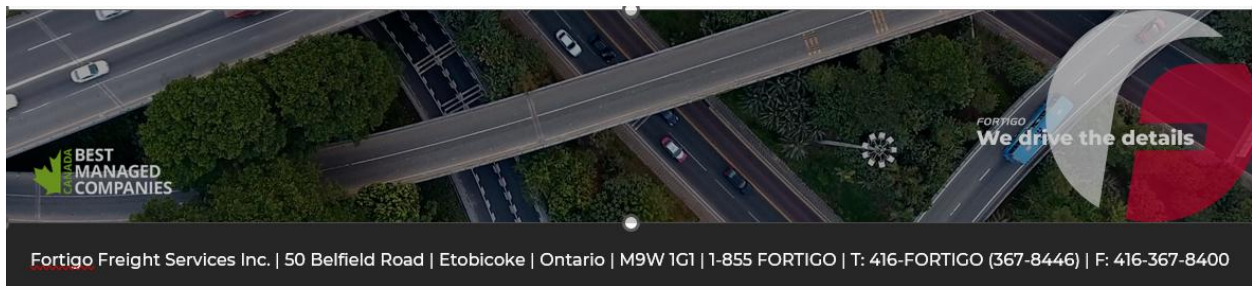 CANADA
BEST
MANAGED
COMPANIES
FORTIGO
We drive the details
Fortigo Freight Services Inc. | 50 Belfield Road | Etobicoke | Ontario | M9W 1G1 | 1-855 FORTIGO | T: 416-FORTIGO (367-8446) | F: 416-367-8400